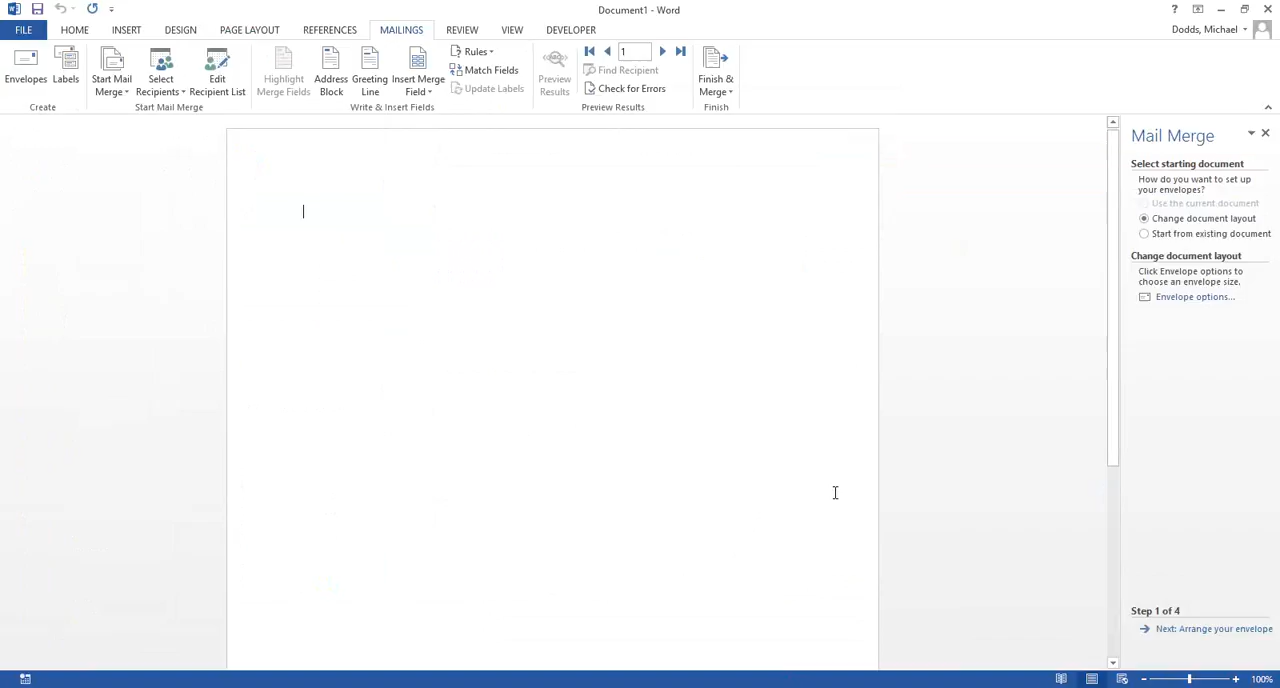 Document1 - Word
?
FILE HOME INSERT DESIGN PAGE LAYOUT REFERENCES MAILINGS REVIEW VIEW DEVELOPER
Dodds, Michael
Envelopes
Labels
Create
Start Mail
Merge
Select
Recipients
Edit
Recipient List
Start Mail Merge
Highlight
Merge Fields
Address
Block
Greeting
Line
Insert Merge
Field
Rules
Match Fields
Update Labels
Write & Insert Fields
ABC
Preview
Results
1
Find Recipient
Check for Errors
Preview Results
Finish &
Merge
Finish
Mail Merge
Select starting document
How do you want to set up
your envelopes?
Use the current document
Change document layout
Start from existing document
Change document layout
Click Envelope options to
choose an envelope size.
Envelope options...
Step 1 of 4
Next: Arrange your envelope
100%